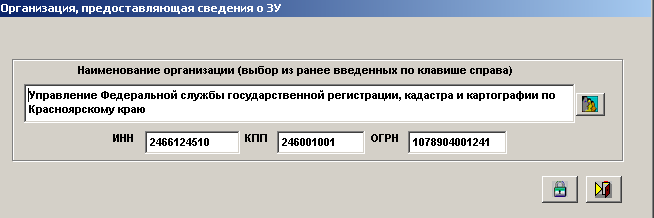 Организация, предоставляющая сведения о ЗУ
Наименование организации (выбор из ранее введенных по клавише справа)
Управление Федеральной службы государственной регистрации, кадастра и картографии по
Красноярскому краю
ИНН 2466124510 КПП 246001001 ОГРН 1078904001241